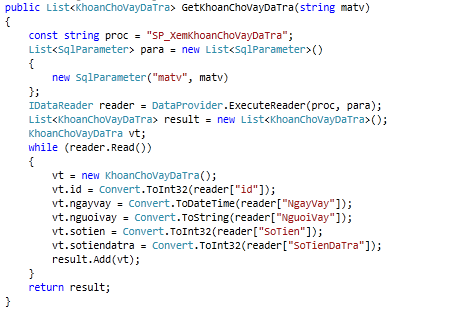 public List<KhoanChoVayDaTra> GetKhoanChoVayDaTra(string matv)
{
const string proc = "SP_XemKhoanChoVayDaTra";
List<SqlParameter> para = new List<SqlParameter>()
{
new SqlParameter("matv", matv)
};
IDataReader reader = DataProvider.ExecuteReader(proc, para);
List<KhoanChoVayDaTra> result = new List<KhoanChoVayDaTra>();
KhoanChoVayDaTra vt;
while (reader.Read())
{
vt = new KhoanChoVayDaTra();
vt.id = Convert.ToInt32(reader["id"]);
vt.ngayvay = Convert.ToDateTime(reader["NgayVay"]);
vt.nguoivay = Convert.ToString(reader["NguoiVay"]);
vt.sotien = Convert.ToInt32(reader["SoTien"]);
vt.sotiendatra = Convert.ToInt32(reader["SoTienDaTra"]);
result.Add(vt);
}
return result;
}